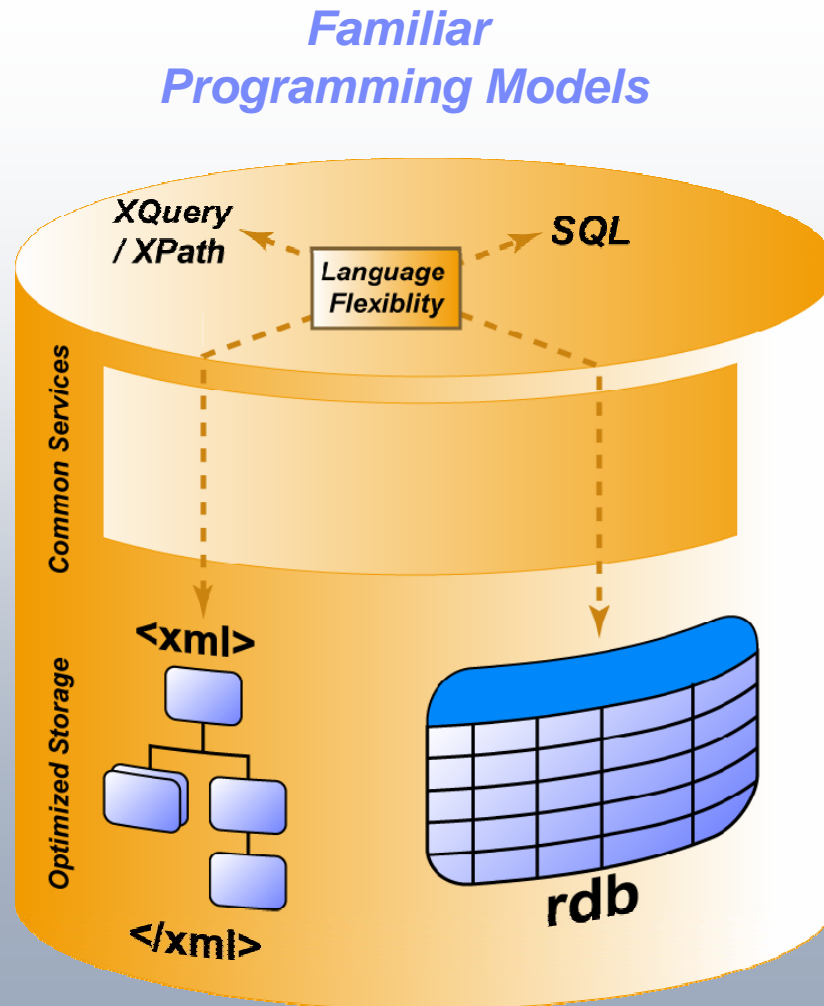 Familiar
Programming Models
XQuery
/ XPath
SQL
Language
Flexiblity
Common Services
Optimized Storage
<xml>
</xml>
rdb